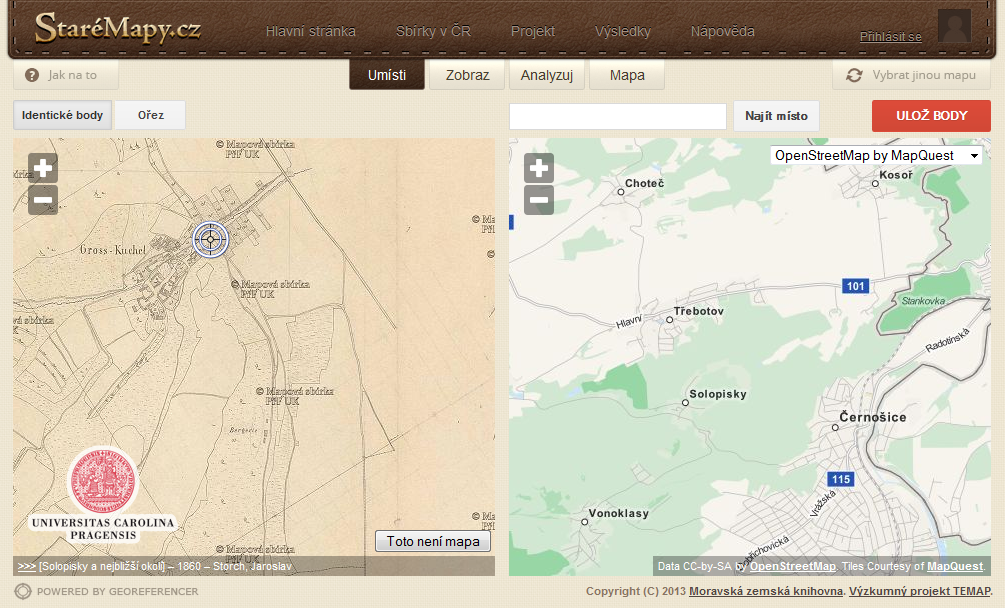 StaréMapy.cz
Hlavní stránka Sbírky v ČR Projekt Výsledky Nápověda
Přihlásit se
? Jak na to
Umísti Zobraz Analyzuj Mapa
Vybrat jinou mapu
Identické body Ořez
Najít místo
ULOŽ BODY
© Mapová sbírka
PřF UK
© Ma
PřF
Gross-Kuchel
© Mapová sbírka
PřF UK
vá sbírka
© Mapová sbírka
PřF UK
UNIVERSITAS CAROLINA
PRAGENSIS
© Ma
PřF
Toto není mapa
© Mapová sbírka
>>> [Solopisky a nejbližší okolí] – 1860 – Storch, Jaroslav
OpenStreetMap by MapQuest
Choteč
Kosoř
101
Stankovka
Hlavní
Třebotov
Radotínská
Solopisky
Černošice
115
Vrážská
Vonoklasy
Data CC-by-SA by OpenStreetMap. Tiles Courtesy of MapQuest.
POWERED BY GEOREFERENCER
Copyright (C) 2013 Moravská zemská knihovna. Výzkumný projekt TEMAP.